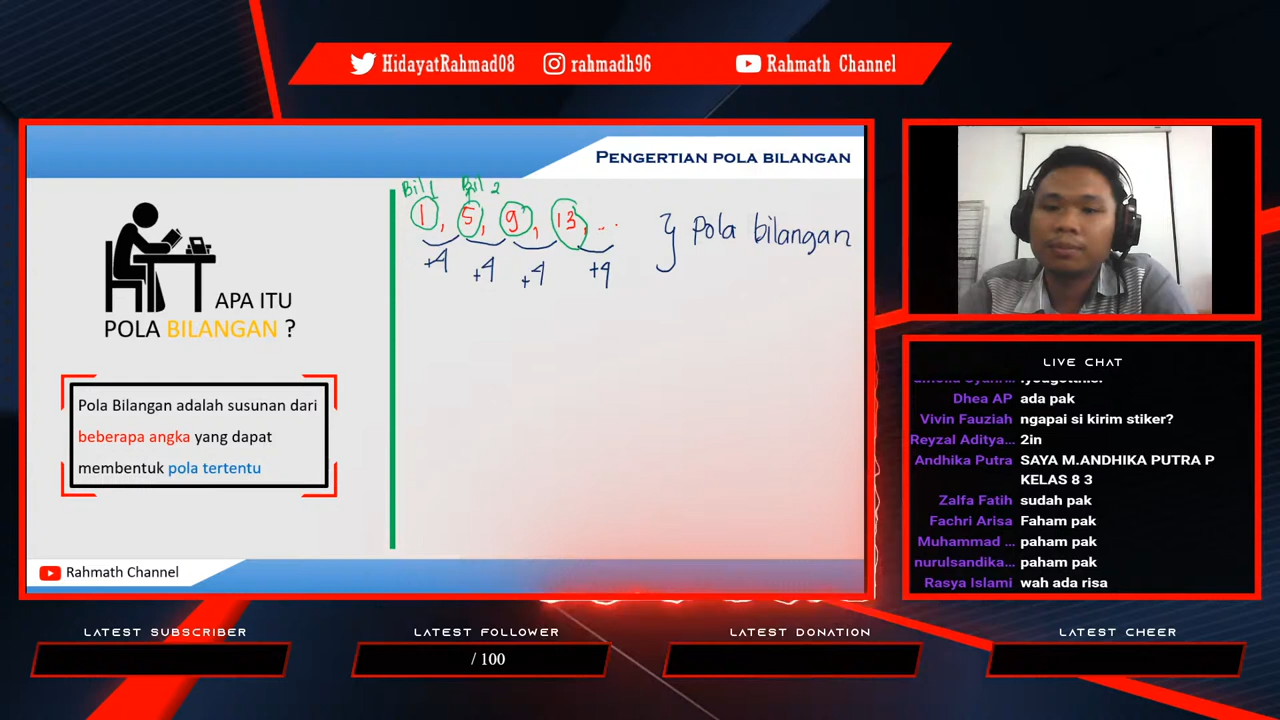 HidayatRahmad08 rahmadh96 Rahmath Channel
PENGERTIAN POLA BILANGAN
Bil 1 Bil 2
1, 5, 9, 13, ...
+4 +4 +4 +4
} Pola bilangan
APA ITU
POLA BILANGAN ?
Pola Bilangan adalah susunan dari
beberapa angka yang dapat
membentuk pola tertentu
Rahmath Channel
LIVE CHAT
Dhea AP ada pak
Vivin Fauziah ngapai si kirim stiker?
Reyzal Aditya... 2in
Andhika Putra SAYA M.ANDHIKA PUTRA P
KELAS 8 3
Zalfa Fatih sudah pak
Fachri Arisa Faham pak
Muhammad ... paham pak
nurulsandika... paham pak
Rasya Islami wah ada risa
LATEST SUBSCRIBER
LATEST FOLLOWER
/ 100
LATEST DONATION
LATEST CHEER